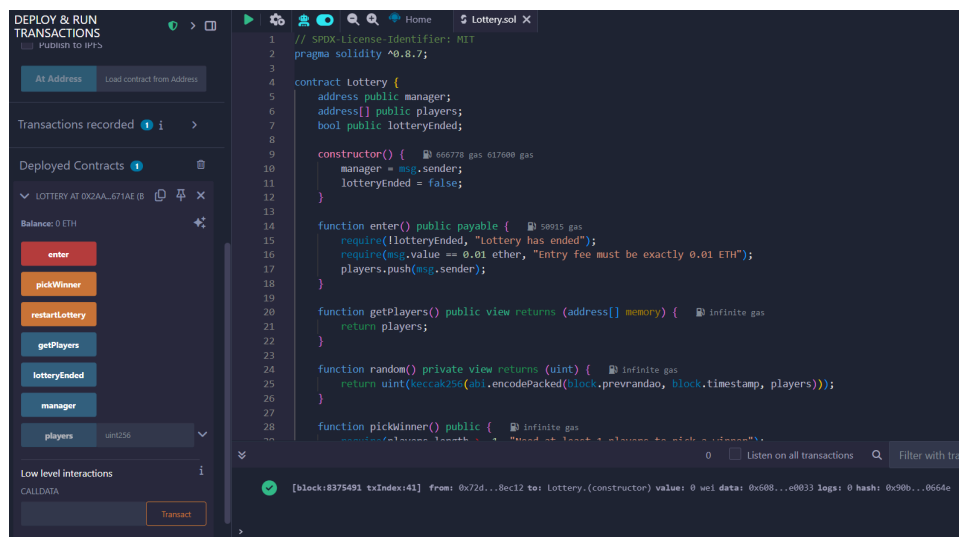 DEPLOY & RUN
TRANSACTIONS
Publish to IPFS
At Address
Load contract from Address
Transactions recorded 1 i >
Deployed Contracts 1
LOTTERY AT 0X2AA...671AE (B
Balance: 0 ETH
enter
pickWinner
restartLottery
getPlayers
lotteryEnded
manager
players uint256
Low level interactions i
CALLDATA
Transact
Home
Lottery.sol
1 // SPDX-License-Identifier: MIT
2 pragma solidity ^0.8.7;
3
4 contract Lottery {
5 address public manager;
6 address[] public players;
7 bool public lotteryEnded;
8
9 constructor() { 666778 gas 617600 gas
10 manager = msg.sender;
11 lotteryEnded = false;
12 }
13
14 function enter() public payable { 50915 gas
15 require(!lotteryEnded, "Lottery has ended");
16 require(msg.value == 0.01 ether, "Entry fee must be exactly 0.01 ETH");
17 players.push(msg.sender);
18 }
19
20 function getPlayers() public view returns (address[] memory) { infinite gas
21 return players;
22 }
23
24 function random() private view returns (uint) { infinite gas
25 return uint(keccak256(abi.encodePacked(block.prevrandao, block.timestamp, players)));
26 }
27
28 function pickWinner() public { infinite gas
0 Listen on all transactions Filter with tra
[block:8375491 txIndex:41] from: 0x72d...8ec12 to: Lottery.(constructor) value: 0 wei data: 0x608...e0033 logs: 0 hash: 0x90b...0664e
>